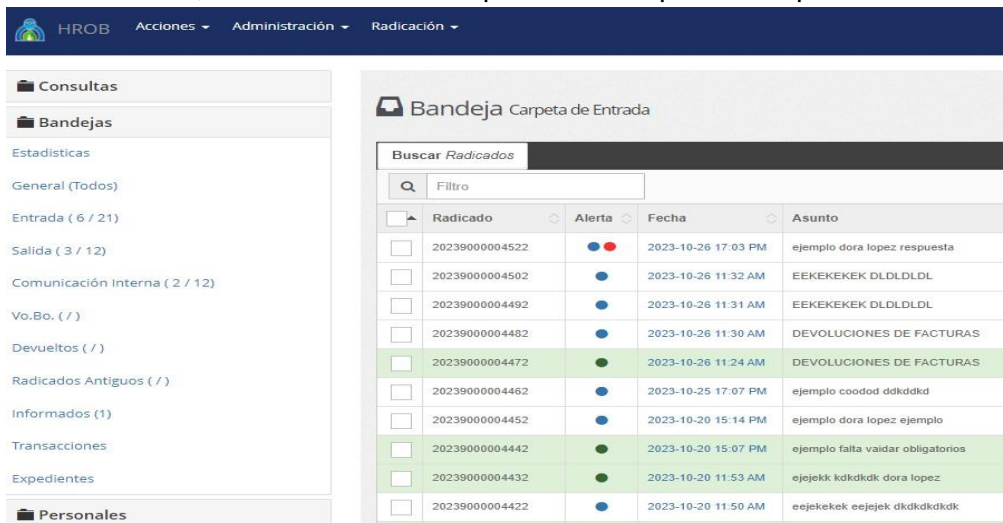 HROB Acciones Administración Radicación
Consultas
Bandejas
Estadisticas
General (Todos)
Entrada ( 6 / 21)
Salida ( 3 / 12)
Comunicación Interna ( 2 / 12)
Vo.Bo. ( / )
Devueltos ( / )
Radicados Antiguos ( / )
Informados (1)
Transacciones
Expedientes
Personales
Bandeja Carpeta de Entrada
Buscar Radicados
Filtro
Radicado Alerta Fecha Asunto
20239000004522 2023-10-26 17:03 PM ejemplo dora lopez respuesta
20239000004502 2023-10-26 11:32 AM EEKEKEKEK DLDLDLDL
20239000004492 2023-10-26 11:31 AM EEKEKEKEK DLDLDLDL
20239000004482 2023-10-26 11:30 AM DEVOLUCIONES DE FACTURAS
20239000004472 2023-10-26 11:24 AM DEVOLUCIONES DE FACTURAS
20239000004462 2023-10-25 17:07 PM ejemplo coodod ddkddkd
20239000004452 2023-10-20 15:14 PM ejemplo dora lopez ejemplo
20239000004442 2023-10-20 15:07 PM ejemplo falta vaidar obligatorios
20239000004432 2023-10-20 11:53 AM ejejekk kdkdkdk dora lopez
20239000004422 2023-10-20 11:50 AM eejekekek eejejek dkdkdkdkdk